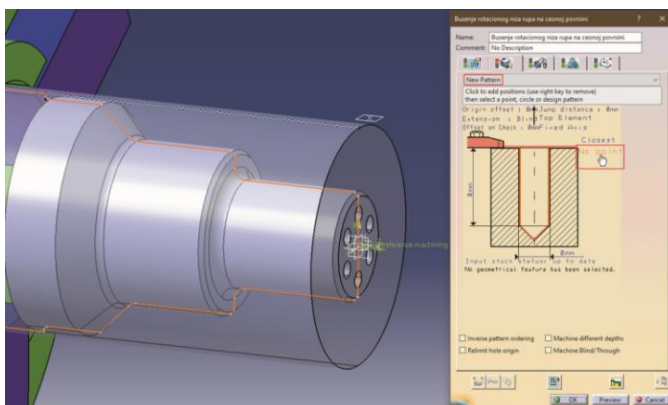 Busenje rotacionog niza rupa na ceonoj povrsini
Name: Busenje rotacionog niza rupa na ceonoj povrsini
Comment: No Description
New Pattern
Click to add positions (use right key to remove)
then select a point, circle or design pattern
Origin offset : 0mm Jump distance : 0mm
Extension : Blind Top Element
Offset on Check : 0mm Fixed Axis
Closest
No point
8mm
8mm
Input stock status: Up to date
No geometrical feature has been selected.
Inverse pattern ordering
Machine different depths
Relimit hole origin
Machine Blind/Through
OK
Preview
Cancel
Reference machining